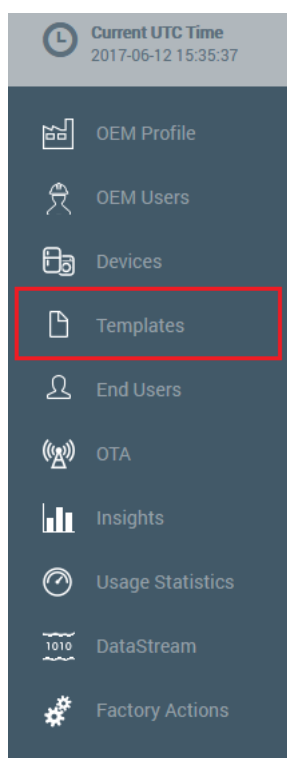 Current UTC Time
2017-06-12 15:35:37
OEM Profile
OEM Users
Devices
Templates
End Users
OTA
Insights
Usage Statistics
1010
DataStream
Factory Actions